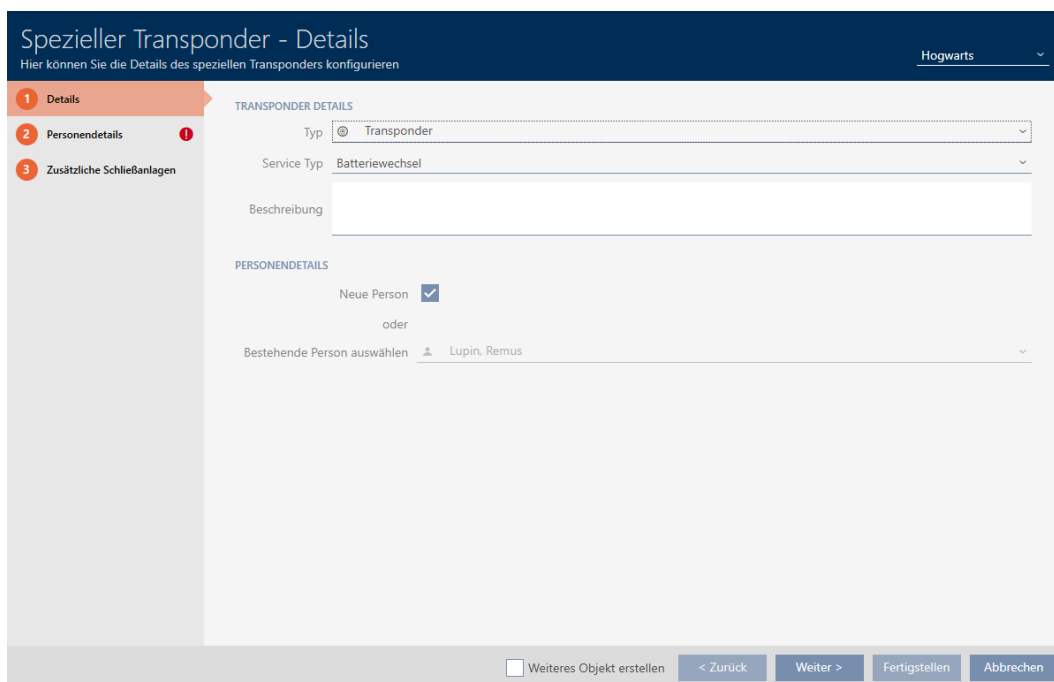 Spezieller Transponder - Details
Hier können Sie die Details des speziellen Transponders konfigurieren
Hogwarts
1 Details
2 Personendetails !
3 Zusätzliche Schließanlagen
TRANSPONDER DETAILS
Typ Transponder
Service Typ Batteriewechsel
Beschreibung
PERSONENDETAILS
Neue Person
oder
Bestehende Person auswählen Lupin, Remus
Weiteres Objekt erstellen < Zurück Weiter > Fertigstellen Abbrechen